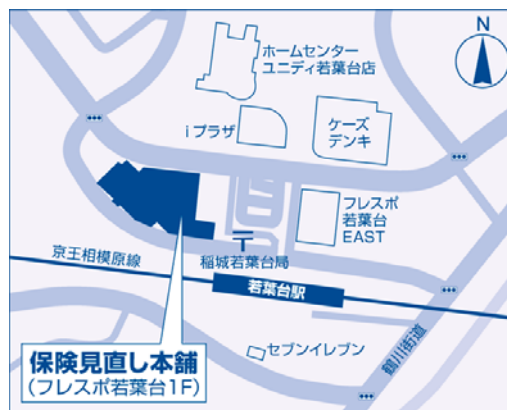 N
ホームセンター
ユニディ若葉台店
iプラザ
ケーズ
デンキ
フレスポ
若葉台
EAST
〒
稲城若葉台局
京王相模原線
若葉台駅
鶴川街道
保険見直し本舗
(フレスポ若葉台1F)
セブンイレブン